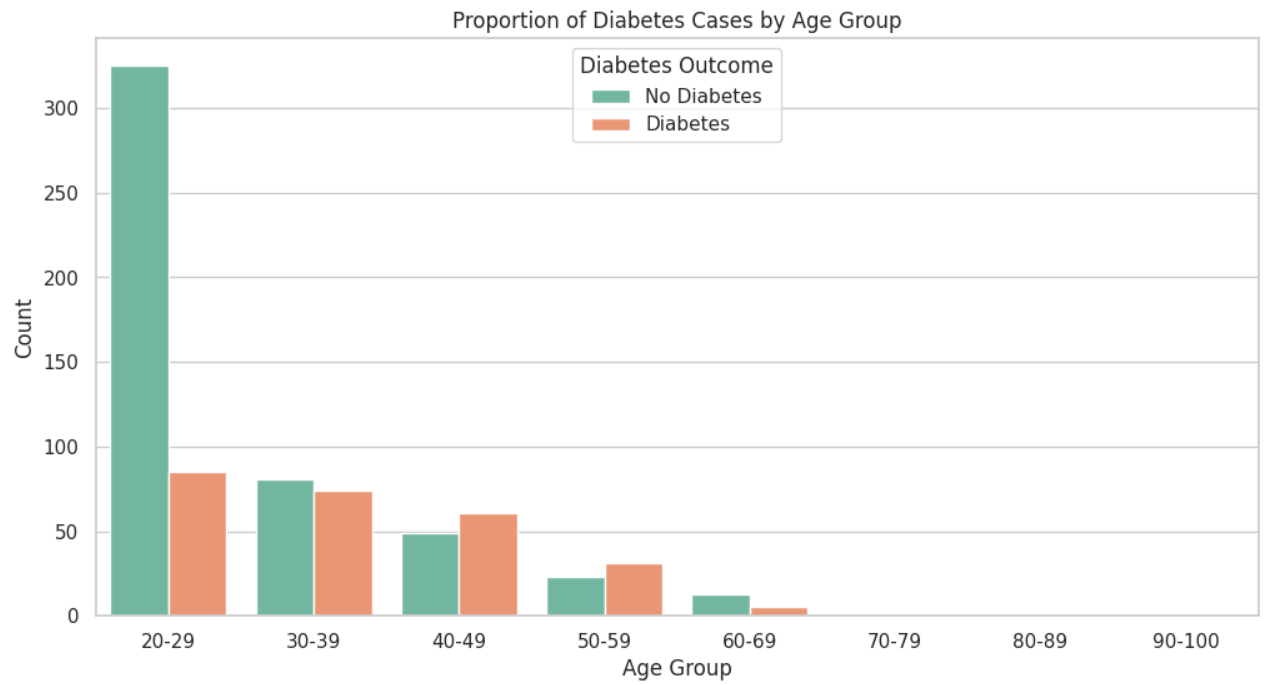 Proportion of Diabetes Cases by Age Group
Diabetes Outcome
No Diabetes
Diabetes
Count
300
250
200
150
100
50
0
20-29 30-39 40-49 50-59 60-69 70-79 80-89 90-100
Age Group